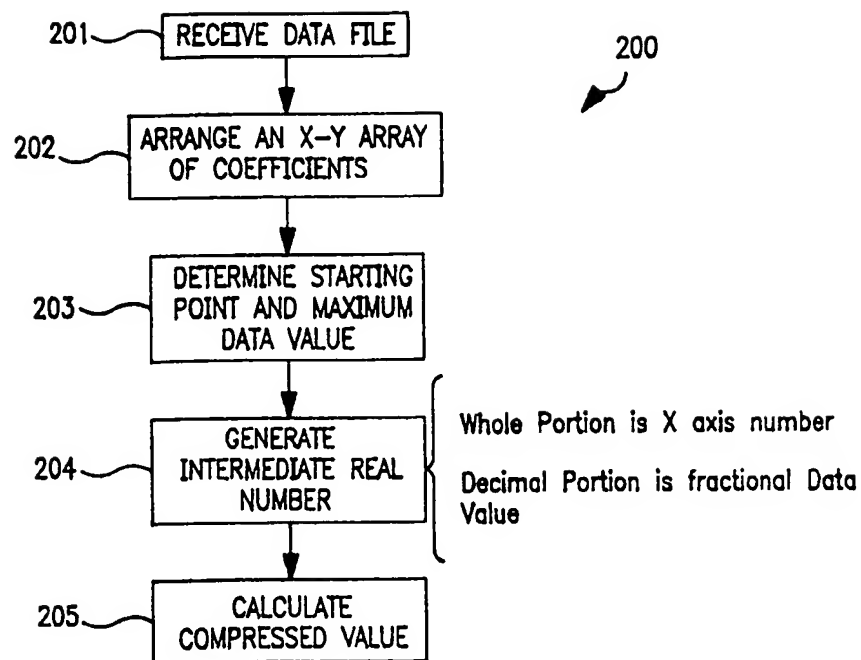 201
RECEIVE DATA FILE
200
202
ARRANGE AN X-Y ARRAY
OF COEFFICIENTS
203
DETERMINE STARTING
POINT AND MAXIMUM
DATA VALUE
204
GENERATE
INTERMEDIATE REAL
NUMBER
Whole Portion is X axis number
Decimal Portion is fractional Data
Value
205
CALCULATE
COMPRESSED VALUE